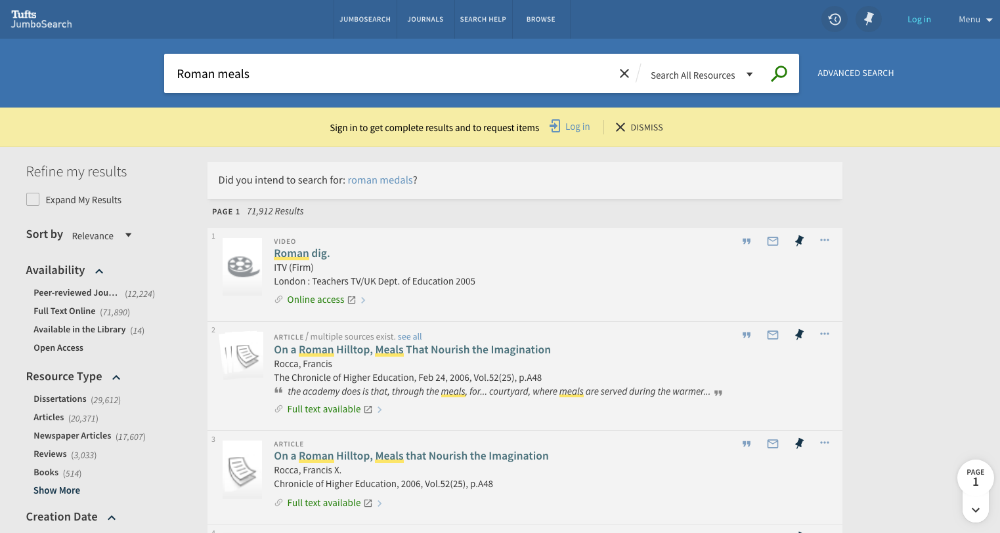 Tufts
JumboSearch
JUMBOSEARCH
JOURNALS
SEARCH HELP
BROWSE
Log in
Menu
Roman meals
Search All Resources
ADVANCED SEARCH
Sign in to get complete results and to request items
Log in
DISMISS
Refine my results
Expand My Results
Sort by Relevance
Availability
Peer-reviewed Jou... (12,224)
Full Text Online (71,890)
Available in the Library (14)
Open Access
Resource Type
Dissertations (29,612)
Articles (20,371)
Newspaper Articles (17,607)
Reviews (3,033)
Books (514)
Show More
Creation Date
Did you intend to search for: roman medals?
PAGE 1 71,912 Results
1
VIDEO
Roman dig.
ITV (Firm)
London : Teachers TV/UK Dept. of Education 2005
Online access
2
ARTICLE / multiple sources exist. see all
On a Roman Hilltop, Meals That Nourish the Imagination
Rocca, Francis
The Chronicle of Higher Education, Feb 24, 2006, Vol.52(25), p.A48
“ the academy does is that, through the meals, for... courtyard, where meals are served during the warmer... ”
Full text available
3
ARTICLE
On a Roman Hilltop, Meals that Nourish the Imagination
Rocca, Francis X.
Chronicle of Higher Education, 2006, Vol.52(25), p.A48
Full text available
PAGE
1